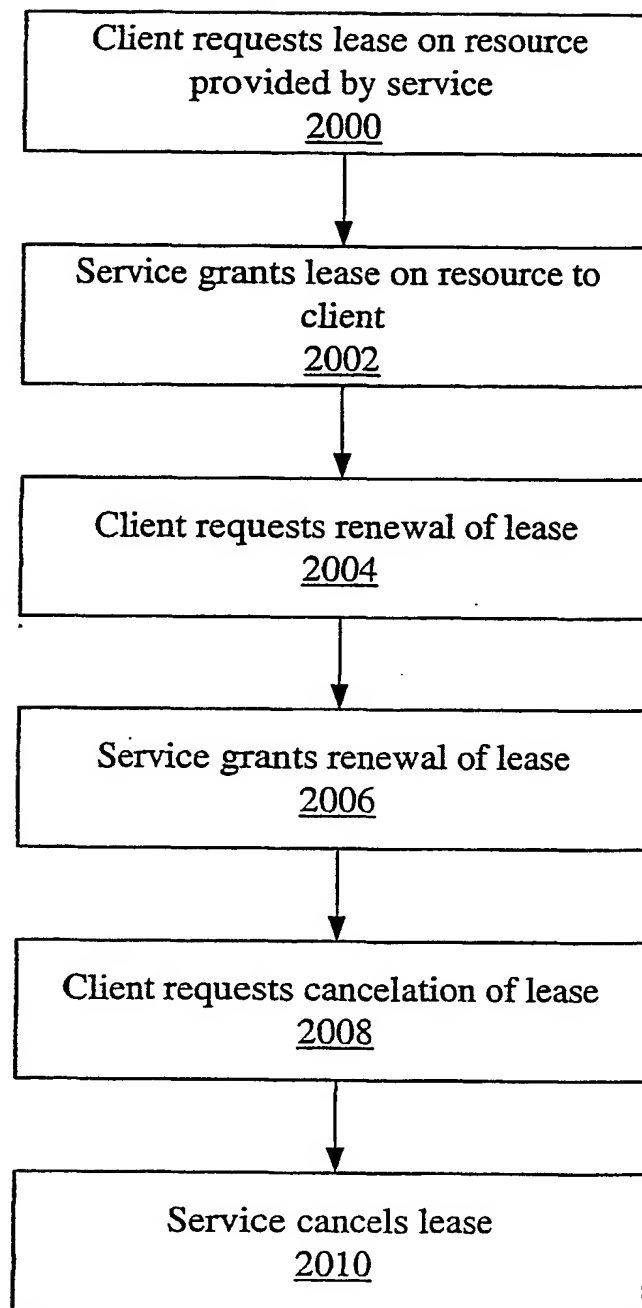 Client requests lease on resource
provided by service
2000
Service grants lease on resource to
client
2002
Client requests renewal of lease
2004
Service grants renewal of lease
2006
Client requests cancelation of lease
2008
Service cancels lease
2010